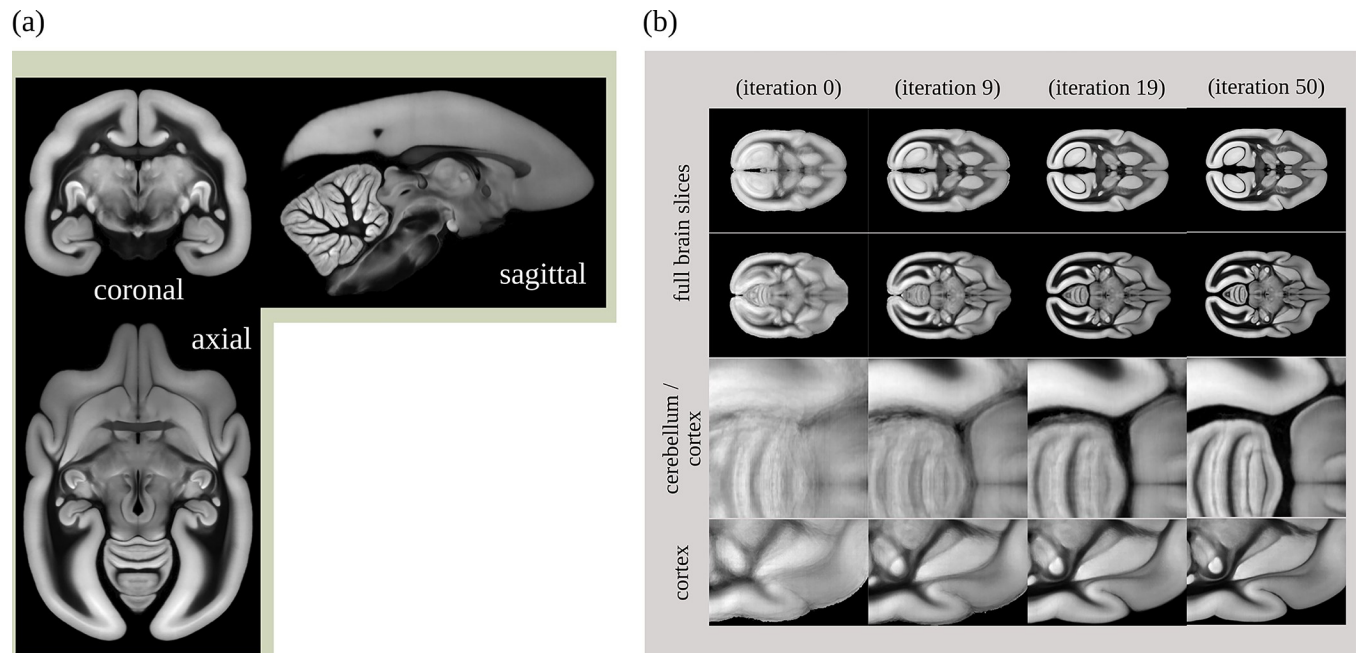 (a)
coronal
sagittal
axial
(b)
(iteration 0)
(iteration 9)
(iteration 19)
(iteration 50)
full brain slices
cerebellum /
cortex
cortex